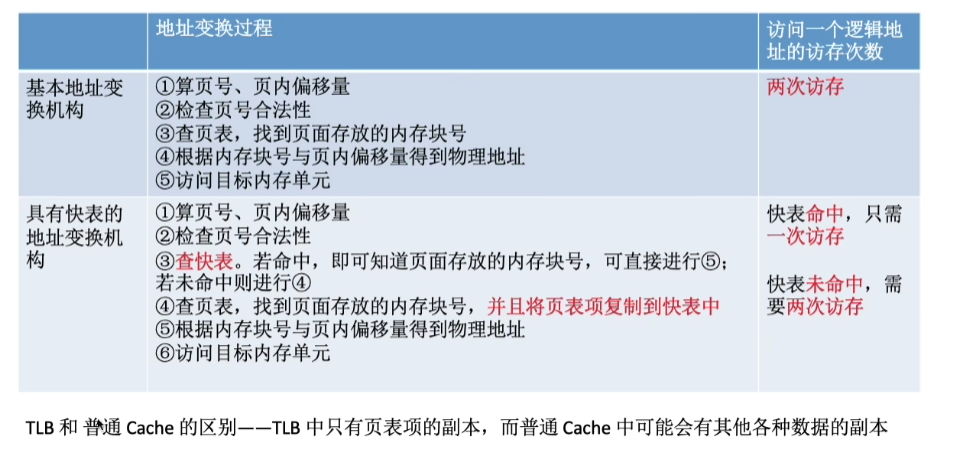 地址变换过程
访问一个逻辑地
址的访存次数
基本地址变
换机构
①算页号、页内偏移量
②检查页号合法性
③查页表，找到页面存放的内存块号
④根据内存块号与页内偏移量得到物理地址
⑤访问目标内存单元
两次访存
具有快表的
地址变换机
构
①算页号、页内偏移量
②检查页号合法性
③查快表。若命中，即可知道页面存放的内存块号，可直接进行⑤；
若未命中则进行④
④查页表，找到页面存放的内存块号，并且将页表项复制到快表中
⑤根据内存块号与页内偏移量得到物理地址
⑥访问目标内存单元
快表命中，只需
一次访存
快表未命中，需
要两次访存
TLB 和 普通 Cache 的区别——TLB 中只有页表项的副本，而普通 Cache 中可能会有其他各种数据的副本